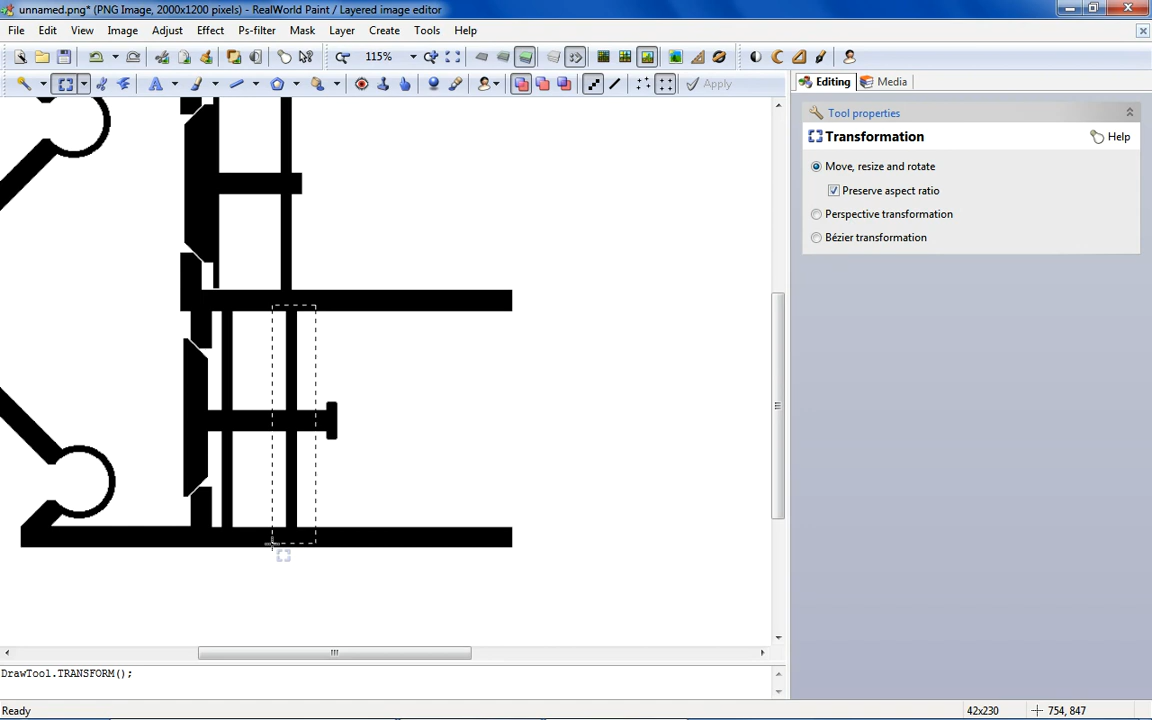 unnamed.png* (PNG Image, 2000x1200 pixels) - RealWorld Paint / Layered image editor
File Edit View Image Adjust Effect Ps-filter Mask Layer Create Tools Help
115%
Apply
Editing Media
Tool properties
Transformation Help
Move, resize and rotate
Preserve aspect ratio
Perspective transformation
Bézier transformation
DrawTool.TRANSFORM();
Ready 42x230 754, 847